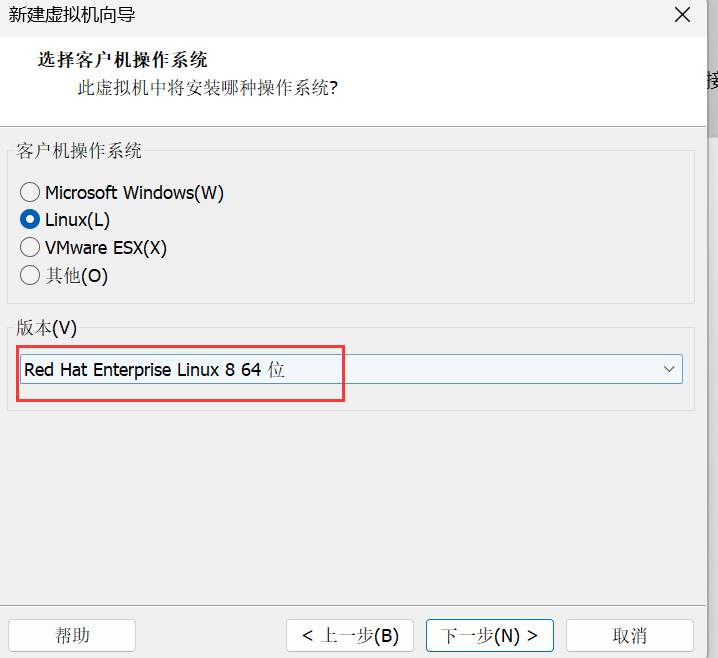 新建虚拟机向导
选择客户机操作系统
此虚拟机中将安装哪种操作系统?
接
客户机操作系统
Microsoft Windows(W)
Linux(L)
VMware ESX(X)
其他(O)
版本(V)
Red Hat Enterprise Linux 8 64 位
帮助
< 上一步(B)
下一步(N) >
取消